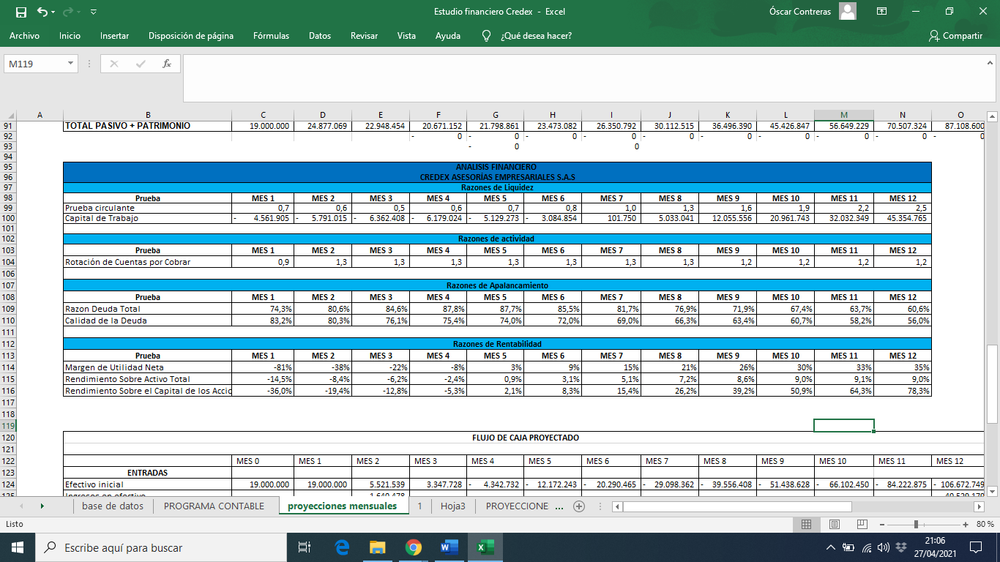 Estudio financiero Credex - Excel
Óscar Contreras
Archivo Inicio Insertar Disposición de página Fórmulas Datos Revisar Vista Ayuda ¿Qué desea hacer? Compartir
M119 fx
A B C D E F G H I J K L M N O
91 TOTAL PASIVO + PATRIMONIO 19.000.000 24.877.069 22.948.454 20.671.152 21.798.861 23.473.082 26.350.792 30.112.515 36.496.390 45.426.847 56.649.229 70.507.324 87.108.600
92 - 0 - 0 - 0 - 0 - 0 - 0 - 0 - 0 - 0 - 0
93 - 0 0
94
95 ANALISIS FINANCIERO
96 CREDEX ASESORÍAS EMPRESARIALES S.A.S
97 Razones de Liquidez
98 Prueba MES 1 MES 2 MES 3 MES 4 MES 5 MES 6 MES 7 MES 8 MES 9 MES 10 MES 11 MES 12
99 Prueba circulante 0,7 0,6 0,5 0,6 0,7 0,8 1,0 1,3 1,6 1,9 2,2 2,5
100 Capital de Trabajo - 4.561.905 - 5.791.015 - 6.362.408 - 6.179.024 - 5.129.273 - 3.084.854 101.750 5.033.041 12.055.556 20.961.743 32.032.349 45.354.765
101
102 Razones de actividad
103 Prueba MES 1 MES 2 MES 3 MES 4 MES 5 MES 6 MES 7 MES 8 MES 9 MES 10 MES 11 MES 12
104 Rotación de Cuentas por Cobrar 0,9 1,3 1,3 1,3 1,3 1,3 1,3 1,3 1,2 1,2 1,2 1,2
106
107 Razones de Apalancamiento
108 Prueba MES 1 MES 2 MES 3 MES 4 MES 5 MES 6 MES 7 MES 8 MES 9 MES 10 MES 11 MES 12
109 Razon Deuda Total 74,3% 80,6% 84,6% 87,8% 87,7% 85,5% 81,7% 76,9% 71,9% 67,4% 63,7% 60,6%
110 Calidad de la Deuda 83,2% 80,3% 76,1% 75,4% 74,0% 72,0% 69,0% 66,3% 63,4% 60,7% 58,2% 56,0%
111
112 Razones de Rentabilidad
113 Prueba MES 1 MES 2 MES 3 MES 4 MES 5 MES 6 MES 7 MES 8 MES 9 MES 10 MES 11 MES 12
114 Margen de Utilidad Neta -81% -38% -22% -8% 3% 9% 15% 21% 26% 30% 33% 35%
115 Rendimiento Sobre Activo Total -14,5% -8,4% -6,2% -2,4% 0,9% 3,1% 5,1% 7,2% 8,6% 9,0% 9,1% 9,0%
116 Rendimiento Sobre el Capital de los Accic -36,0% -19,4% -12,8% -5,3% 2,1% 8,3% 15,4% 26,2% 39,2% 50,9% 64,3% 78,3%
117
118
119
120 FLUJO DE CAJA PROYECTADO
121
122 MES 0 MES 1 MES 2 MES 3 MES 4 MES 5 MES 6 MES 7 MES 8 MES 9 MES 10 MES 11 MES 12
123 ENTRADAS
124 Efectivo inicial 19.000.000 19.000.000 5.521.539 3.347.728 - 4.342.732 - 12.172.243 - 20.290.465 - 29.098.362 - 39.556.408 - 51.438.628 - 66.102.450 - 84.222.875 - 106.672.749
base de datos PROGRAMA CONTABLE proyecciones mensuales 1 Hoja3 PROYECCIONE ...
Listo 80 %
Escribe aquí para buscar
21:06
27/04/2021